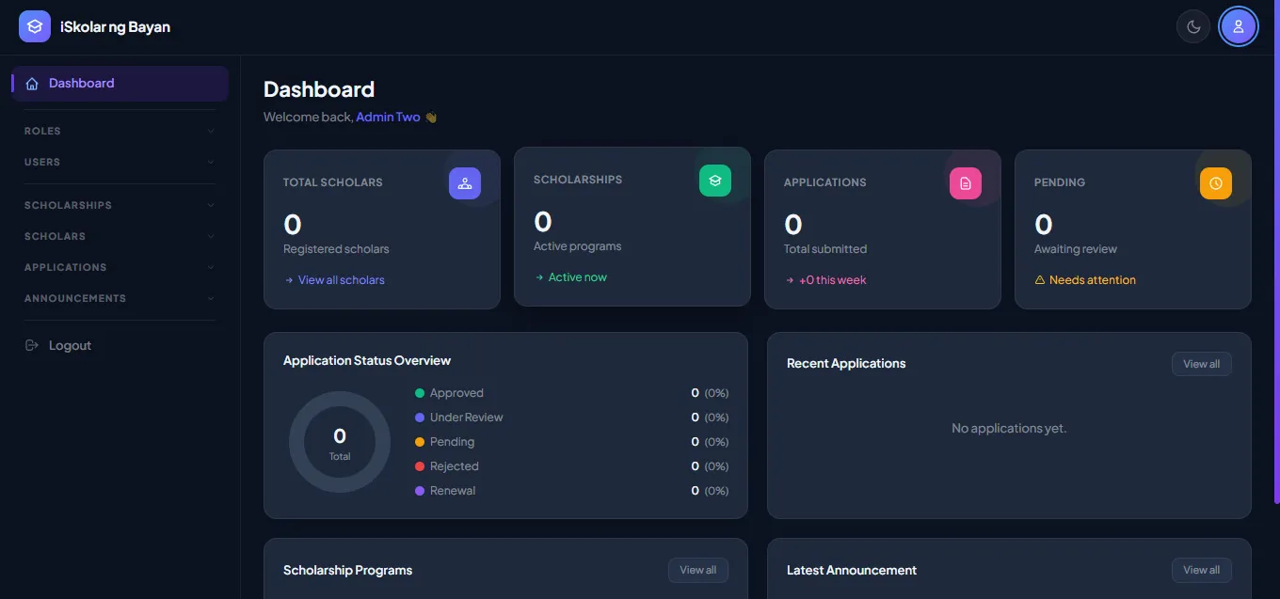 iSkolar ng Bayan
Dashboard
ROLES
USERS
SCHOLARSHIPS
SCHOLARS
APPLICATIONS
ANNOUNCEMENTS
Logout
Dashboard
Welcome back, Admin Two 👋
TOTAL SCHOLARS
0
Registered scholars
→ View all scholars
SCHOLARSHIPS
0
Active programs
→ Active now
APPLICATIONS
0
Total submitted
→ +0 this week
PENDING
0
Awaiting review
Needs attention
Application Status Overview
0
Total
Approved 0 (0%)
Under Review 0 (0%)
Pending 0 (0%)
Rejected 0 (0%)
Renewal 0 (0%)
Recent Applications View all
No applications yet.
Scholarship Programs View all
Latest Announcement View all